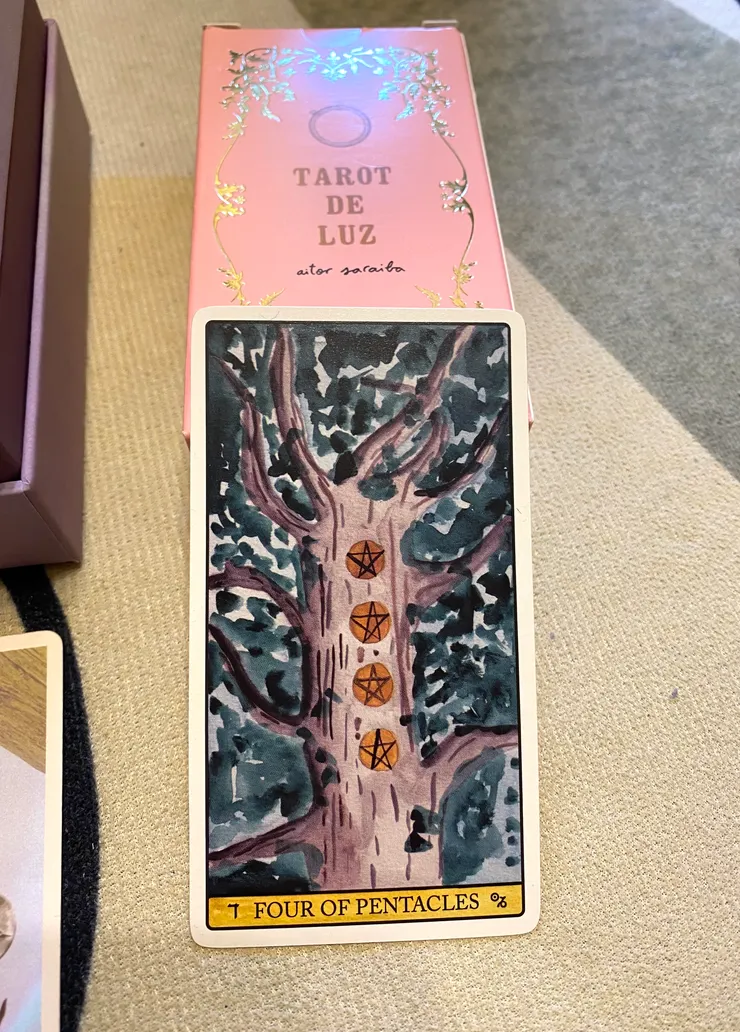 TAROT
DE
LUZ
aitor saraiba
ד FOUR OF PENTACLES ☉♑